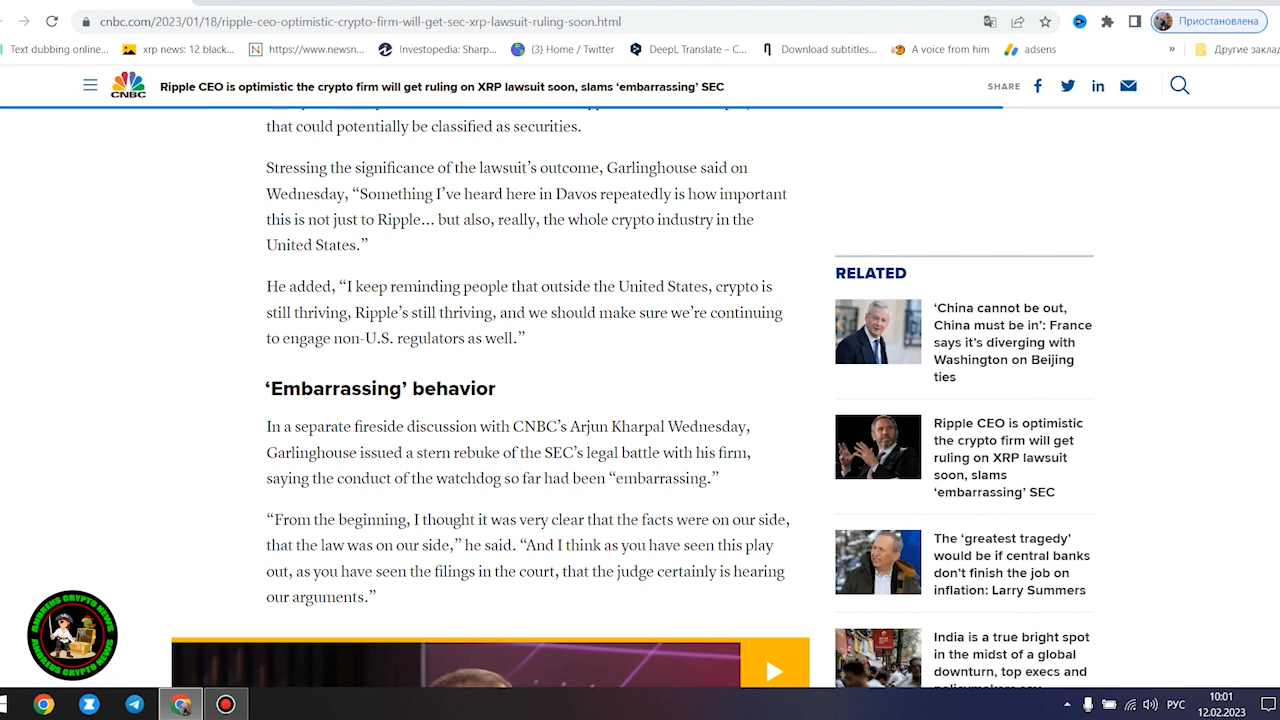 cnbc.com/2023/01/18/ripple-ceo-optimistic-crypto-firm-will-get-sec-xrp-lawsuit-ruling-soon.html
Приостановлена
Text dubbing online...
xrp news: 12 black...
https://www.newsn...
Investopedia: Sharp...
(3) Home / Twitter
DeepL Translate – C...
Download subtitles...
A voice from him
adsens
»
Другие закла
CNBC
Ripple CEO is optimistic the crypto firm will get ruling on XRP lawsuit soon, slams ‘embarrassing’ SEC
SHARE
that could potentially be classified as securities.
Stressing the significance of the lawsuit’s outcome, Garlinghouse said on
Wednesday, “Something I’ve heard here in Davos repeatedly is how important
this is not just to Ripple... but also, really, the whole crypto industry in the
United States.”
He added, “I keep reminding people that outside the United States, crypto is
still thriving, Ripple’s still thriving, and we should make sure we’re continuing
to engage non-U.S. regulators as well.”
‘Embarrassing’ behavior
In a separate fireside discussion with CNBC’s Arjun Kharpal Wednesday,
Garlinghouse issued a stern rebuke of the SEC’s legal battle with his firm,
saying the conduct of the watchdog so far had been “embarrassing.”
“From the beginning, I thought it was very clear that the facts were on our side,
that the law was on our side,” he said. “And I think as you have seen this play
out, as you have seen the filings in the court, that the judge certainly is hearing
our arguments.”
RELATED
‘China cannot be out,
China must be in’: France
says it’s diverging with
Washington on Beijing
ties
Ripple CEO is optimistic
the crypto firm will get
ruling on XRP lawsuit
soon, slams
‘embarrassing’ SEC
The ‘greatest tragedy’
would be if central banks
don’t finish the job on
inflation: Larry Summers
India is a true bright spot
in the midst of a global
downturn, top execs and
ANDREUS CRYPTO NEWS
ANDREUS CRYPTO NEWS
РУС
10:01
12.02.2023